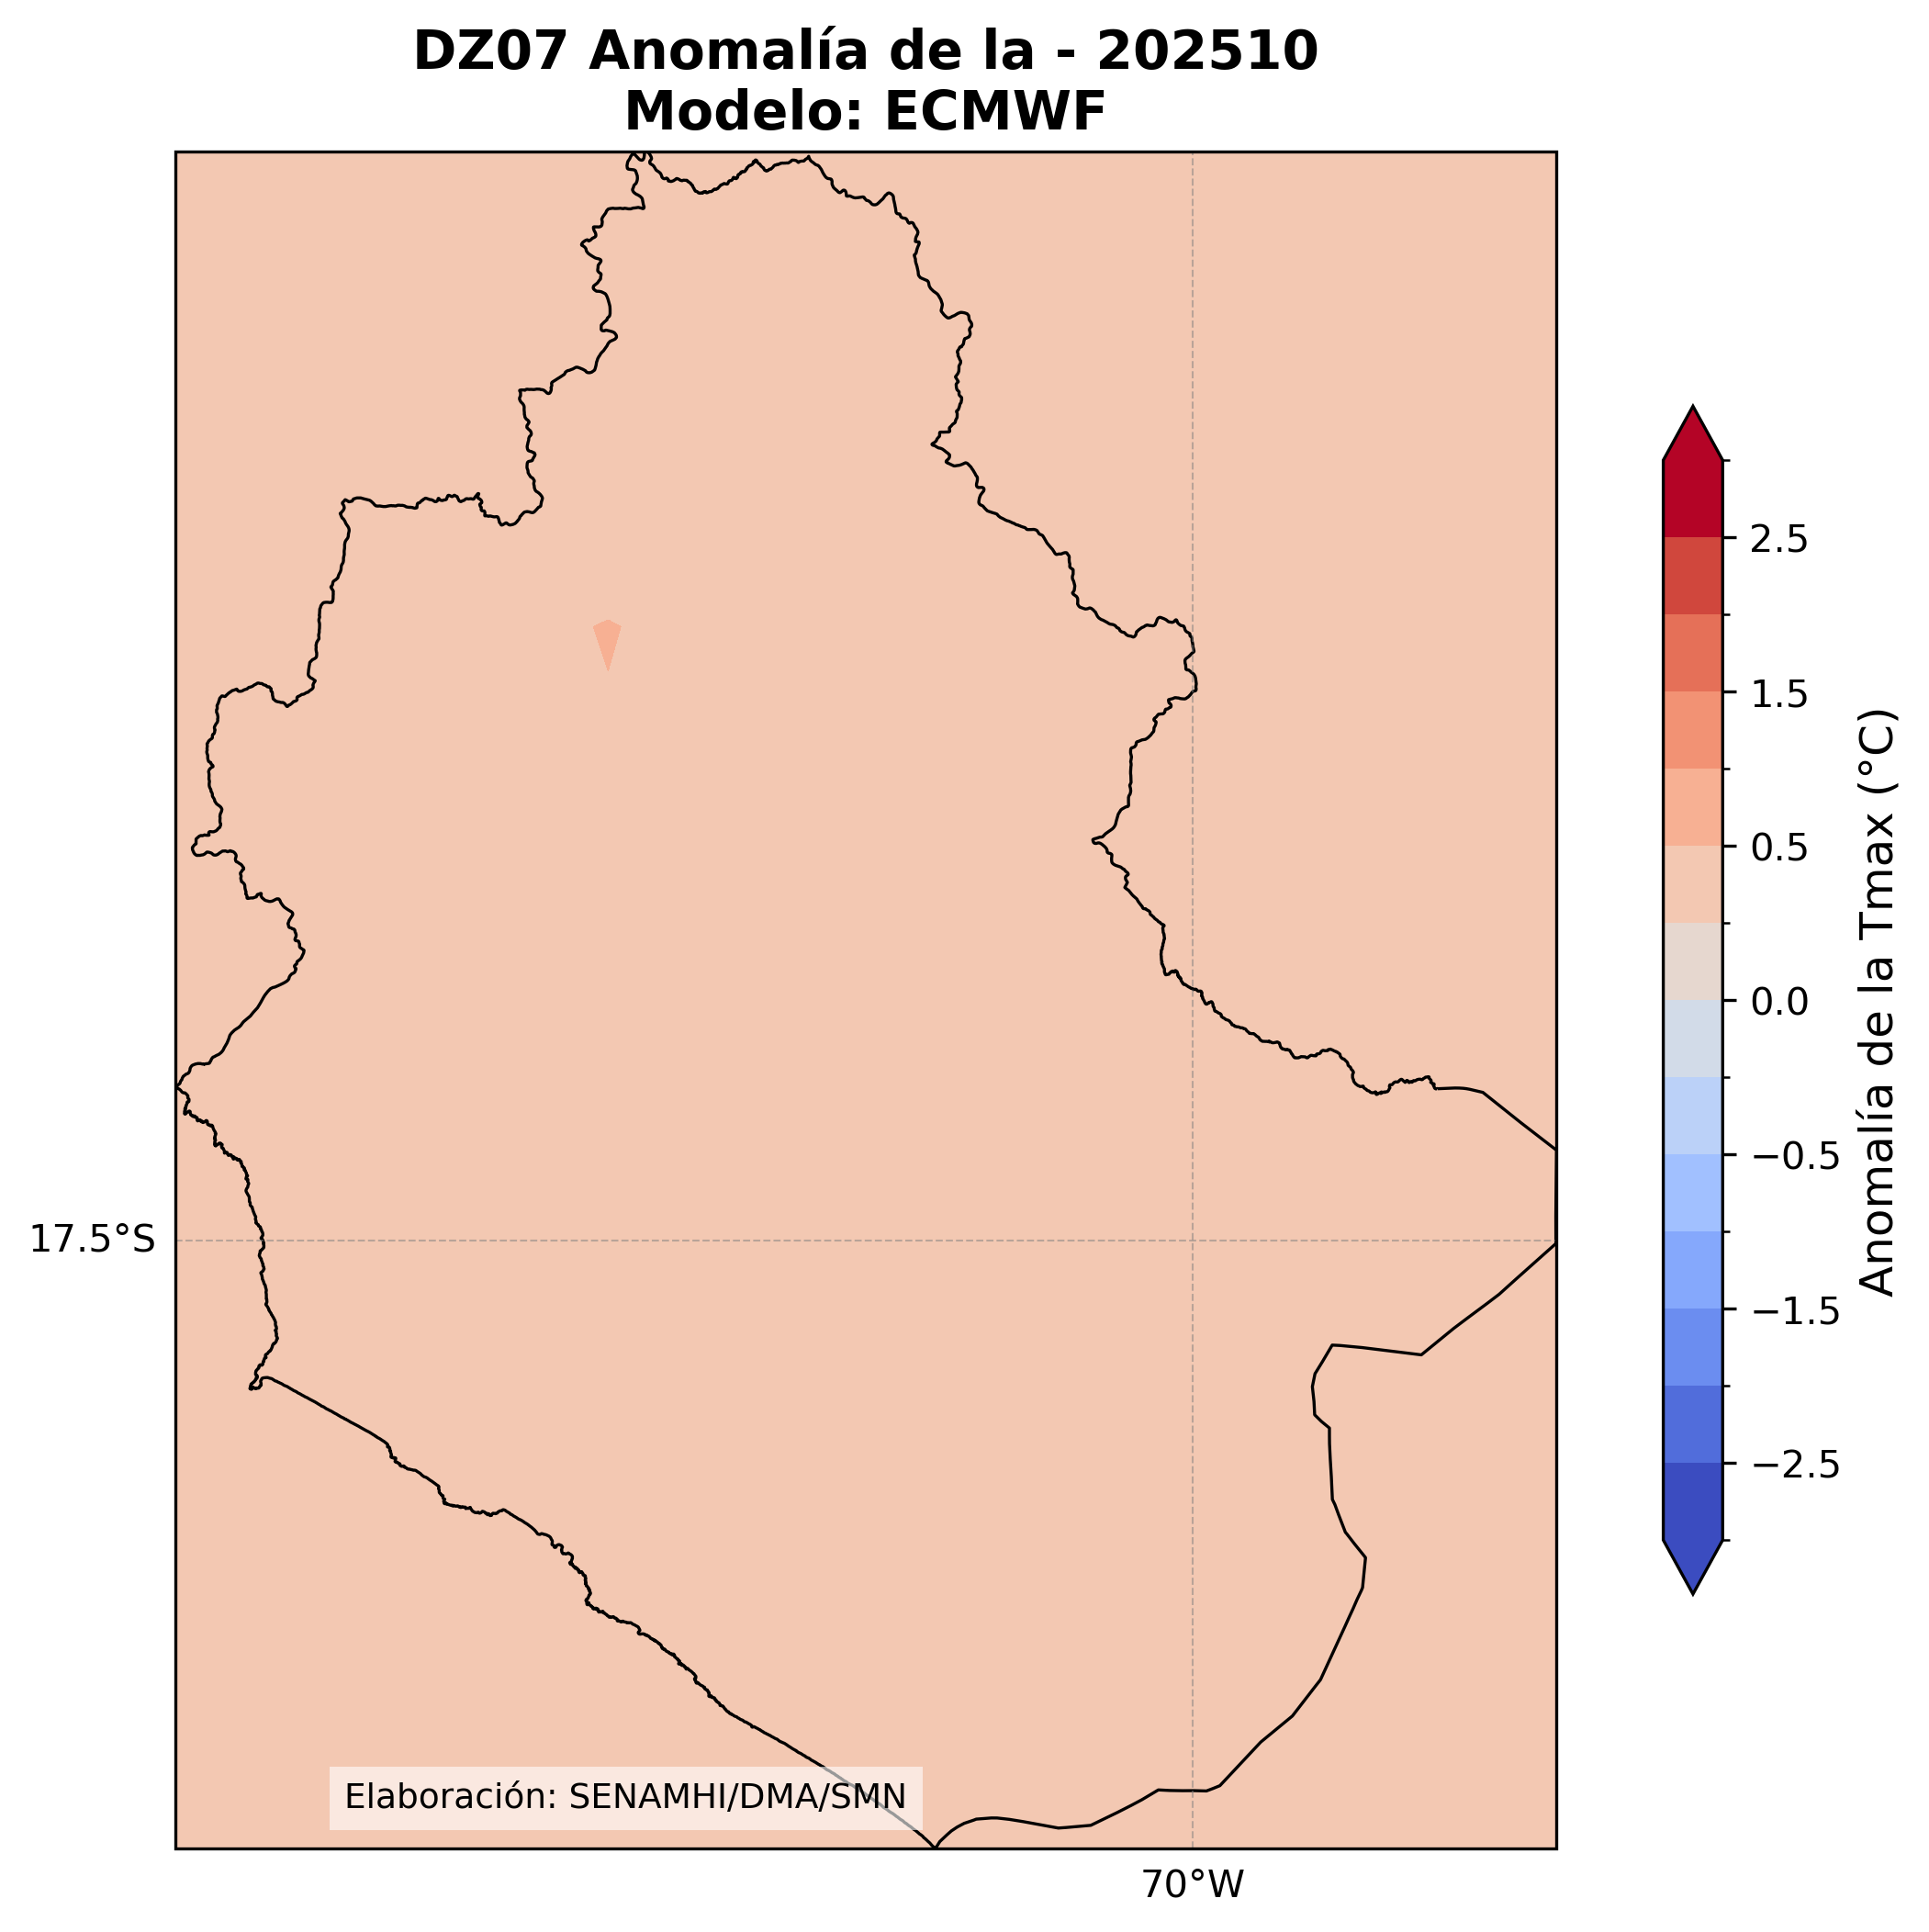 DZ07 Anomalía de la - 202510
Modelo: ECMWF
2.5
1.5
0.5
0.0
−0.5
−1.5
−2.5
Anomalía de la Tmax (°C)
17.5°S
Elaboración: SENAMHI/DMA/SMN
70°W